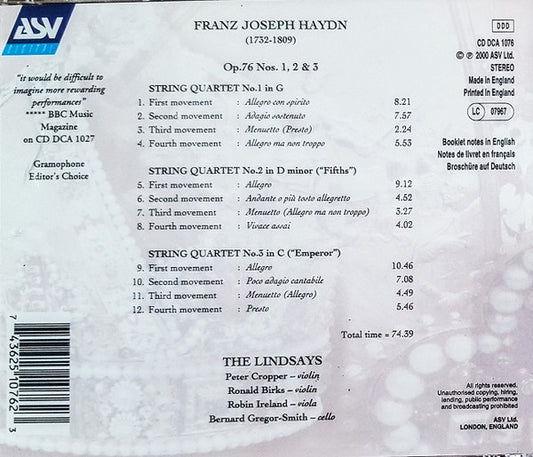 ASV
DIGITAL
FRANZ JOSEPH HAYDN
(1732-1809)
Op.76 Nos. 1, 2 & 3
"it would be difficult to
imagine more rewarding
performances"
***** BBC Music
Magazine
on CD DCA 1027
Gramophone
Editor's Choice
STRING QUARTET No.1 in G
1. First movement : Allegro con spirito 8.21
2. Second movement : Adagio sostenuto 7.57
3. Third movement : Menuetto (Presto) 2.24
4. Fourth movement : Allegro ma non troppo 5.53
STRING QUARTET No.2 in D minor ("Fifths")
5. First movement : Allegro 9.12
6. Second movement : Andante o più tosto allegretto 4.52
7. Third movement : Menuetto (Allegro ma non troppo) 3.27
8. Fourth movement : Vivace assai 4.02
STRING QUARTET No.3 in C ("Emperor")
9. First movement : Allegro 10.46
10. Second movement : Poco adagio cantabile 7.08
11. Third movement : Menuetto (Allegro) 4.49
12. Fourth movement : Presto 5.46
Total time = 74.39
THE LINDSAYS
Peter Cropper – violin
Ronald Birks – violin
Robin Ireland – viola
Bernard Gregor-Smith – cello
DDD
CD DCA 1076
© ℗ 2000 ASV Ltd.
STEREO
Made in England
Printed in England
LC 07967
Booklet notes in English
Notes de livret en français
Broschüre auf Deutsch
All rights reserved.
Unauthorised copying, hiring,
lending, public performance
and broadcasting prohibited
ASV Ltd.
LONDON, ENGLAND
7 43625 10762 3